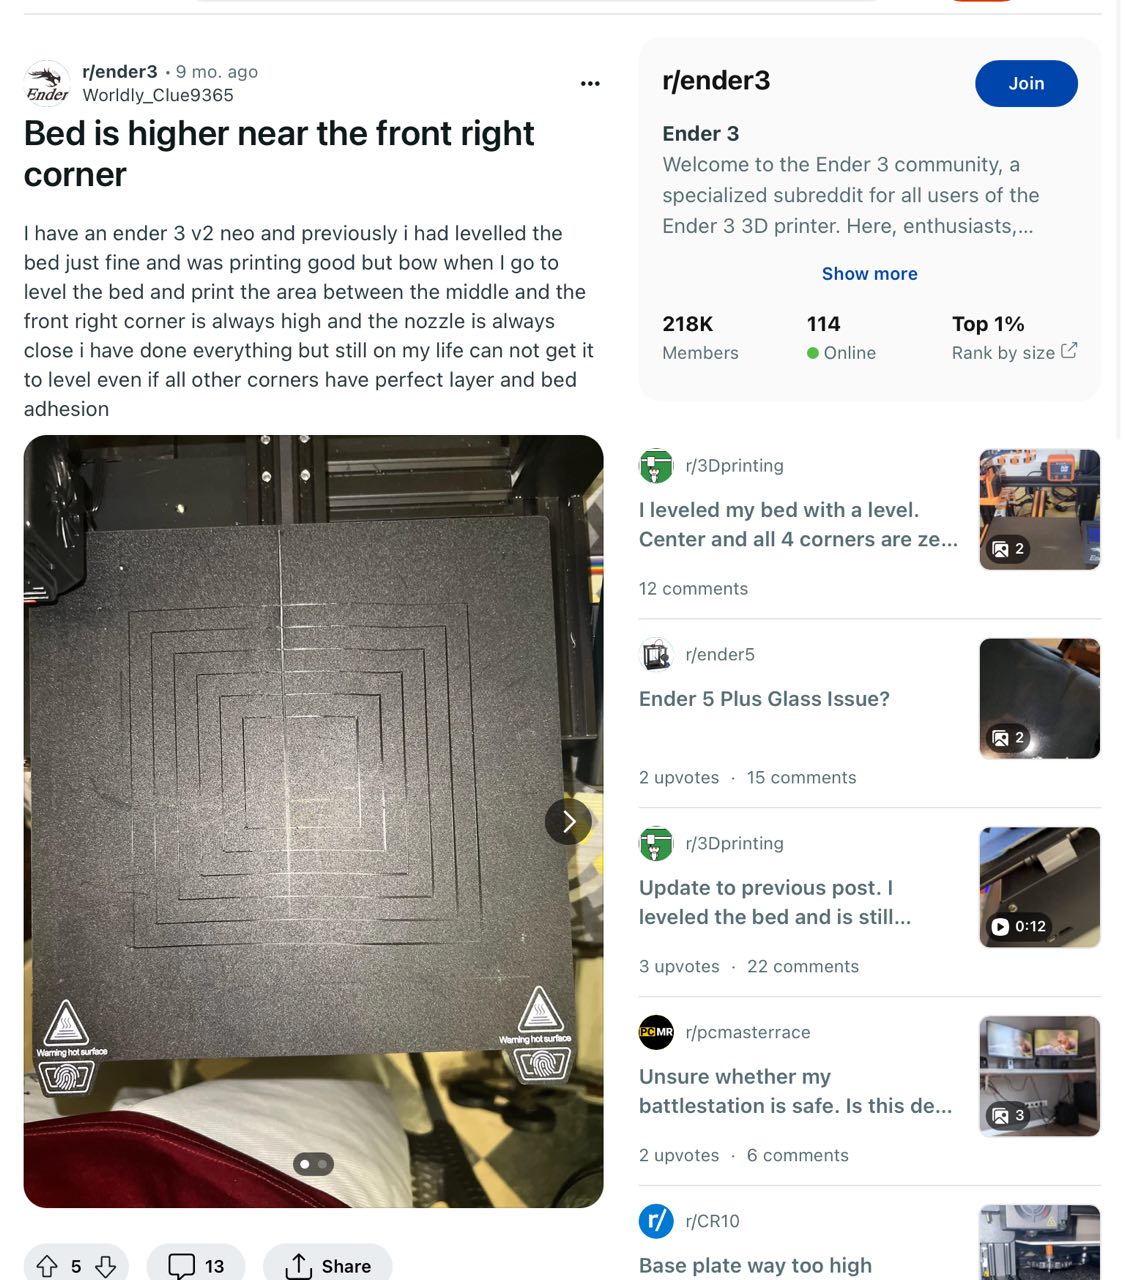 r/ender3 • 9 mo. ago
Worldly_Clue9365
Ender
Bed is higher near the front right
corner
I have an ender 3 v2 neo and previously i had levelled the
bed just fine and was printing good but bow when I go to
level the bed and print the area between the middle and the
front right corner is always high and the nozzle is always
close i have done everything but still on my life can not get it
to level even if all other corners have perfect layer and bed
adhesion
Warning hot surface
Warning hot surface
5
13
Share
r/ender3
Join
Ender 3
Welcome to the Ender 3 community, a
specialized subreddit for all users of the
Ender 3 3D printer. Here, enthusiasts,...
Show more
218K
Members
114
Online
Top 1%
Rank by size
r/3Dprinting
I leveled my bed with a level.
Center and all 4 corners are ze...
2
12 comments
r/ender5
Ender 5 Plus Glass Issue?
2
2 upvotes · 15 comments
r/3Dprinting
Update to previous post. I
leveled the bed and is still...
0:12
3 upvotes · 22 comments
PCMR
r/pcmasterrace
Unsure whether my
battlestation is safe. Is this de...
3
2 upvotes · 6 comments
r/
r/CR10
Base plate way too high